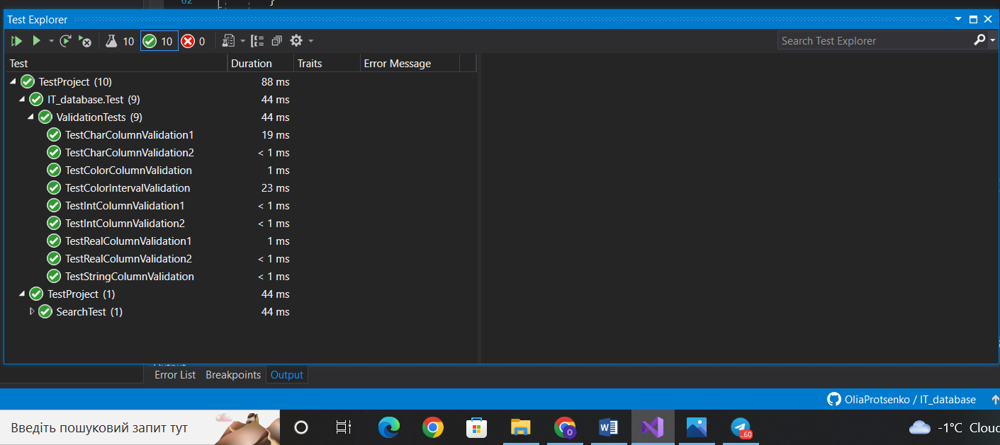 62 }
Test Explorer
10 10 0
Search Test Explorer
Test Duration Traits Error Message
TestProject (10) 88 ms
IT_database.Test (9) 44 ms
ValidationTests (9) 44 ms
TestCharColumnValidation1 19 ms
TestCharColumnValidation2 < 1 ms
TestColorColumnValidation 1 ms
TestColorIntervalValidation 23 ms
TestIntColumnValidation1 < 1 ms
TestIntColumnValidation2 < 1 ms
TestRealColumnValidation1 1 ms
TestRealColumnValidation2 < 1 ms
TestStringColumnValidation < 1 ms
TestProject (1) 44 ms
SearchTest (1) 44 ms
Output
Error List Breakpoints Output
OliaProtsenko / IT_database
Введіть пошуковий запит тут
O
W
60
-1°C Clou